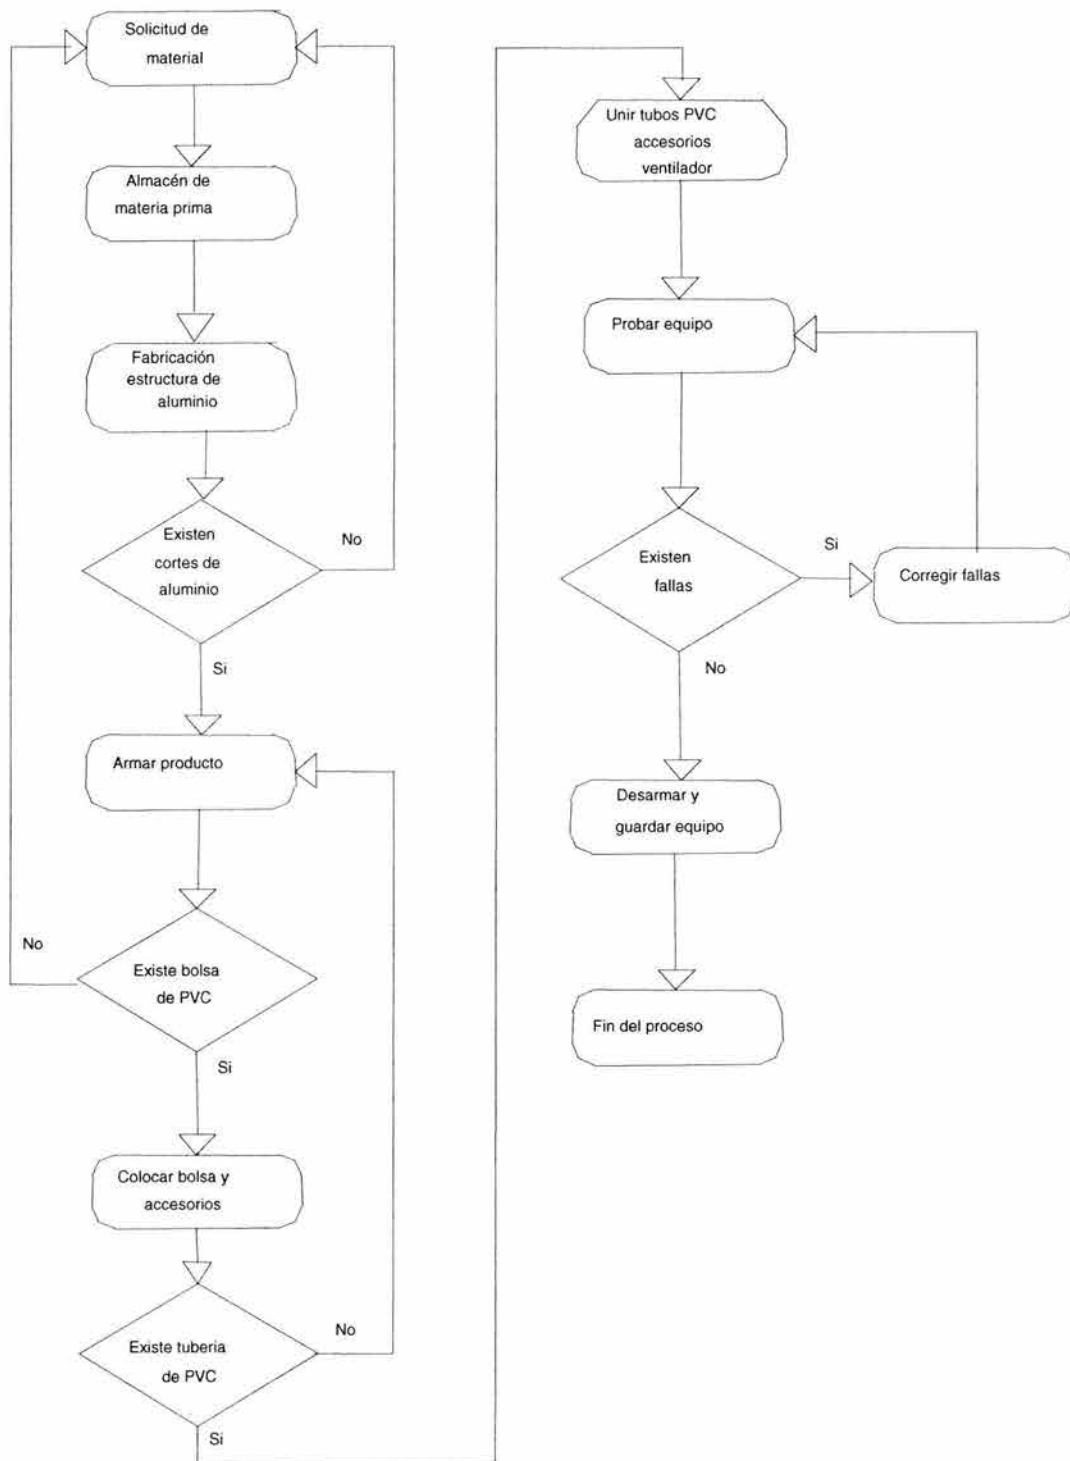 Solicitud de
material
Almacén de
materia prima
Fabricación
estructura de
aluminio
Existen
cortes de
aluminio
No
Si
Armar producto
No
Existe bolsa
de PVC
Si
Colocar bolsa y
accesorios
Existe tuberia
de PVC
No
Si
Unir tubos PVC
accesorios
ventilador
Probar equipo
Existen
fallas
Si
Corregir fallas
No
Desarmar y
guardar equipo
Fin del proceso